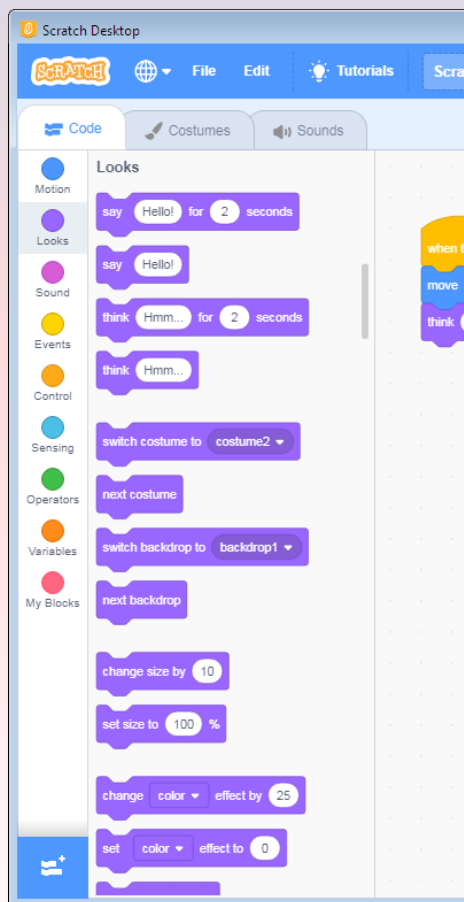 Scratch Desktop
SCRATCH File Edit Tutorials Scra
Code Costumes Sounds
Motion
Looks
Sound
Events
Control
Sensing
Operators
Variables
My Blocks
Looks
say Hello! for 2 seconds
say Hello!
think Hmm... for 2 seconds
think Hmm...
switch costume to costume2
next costume
switch backdrop to backdrop1
next backdrop
change size by 10
set size to 100 %
change color effect by 25
set color effect to 0
when t
move
think